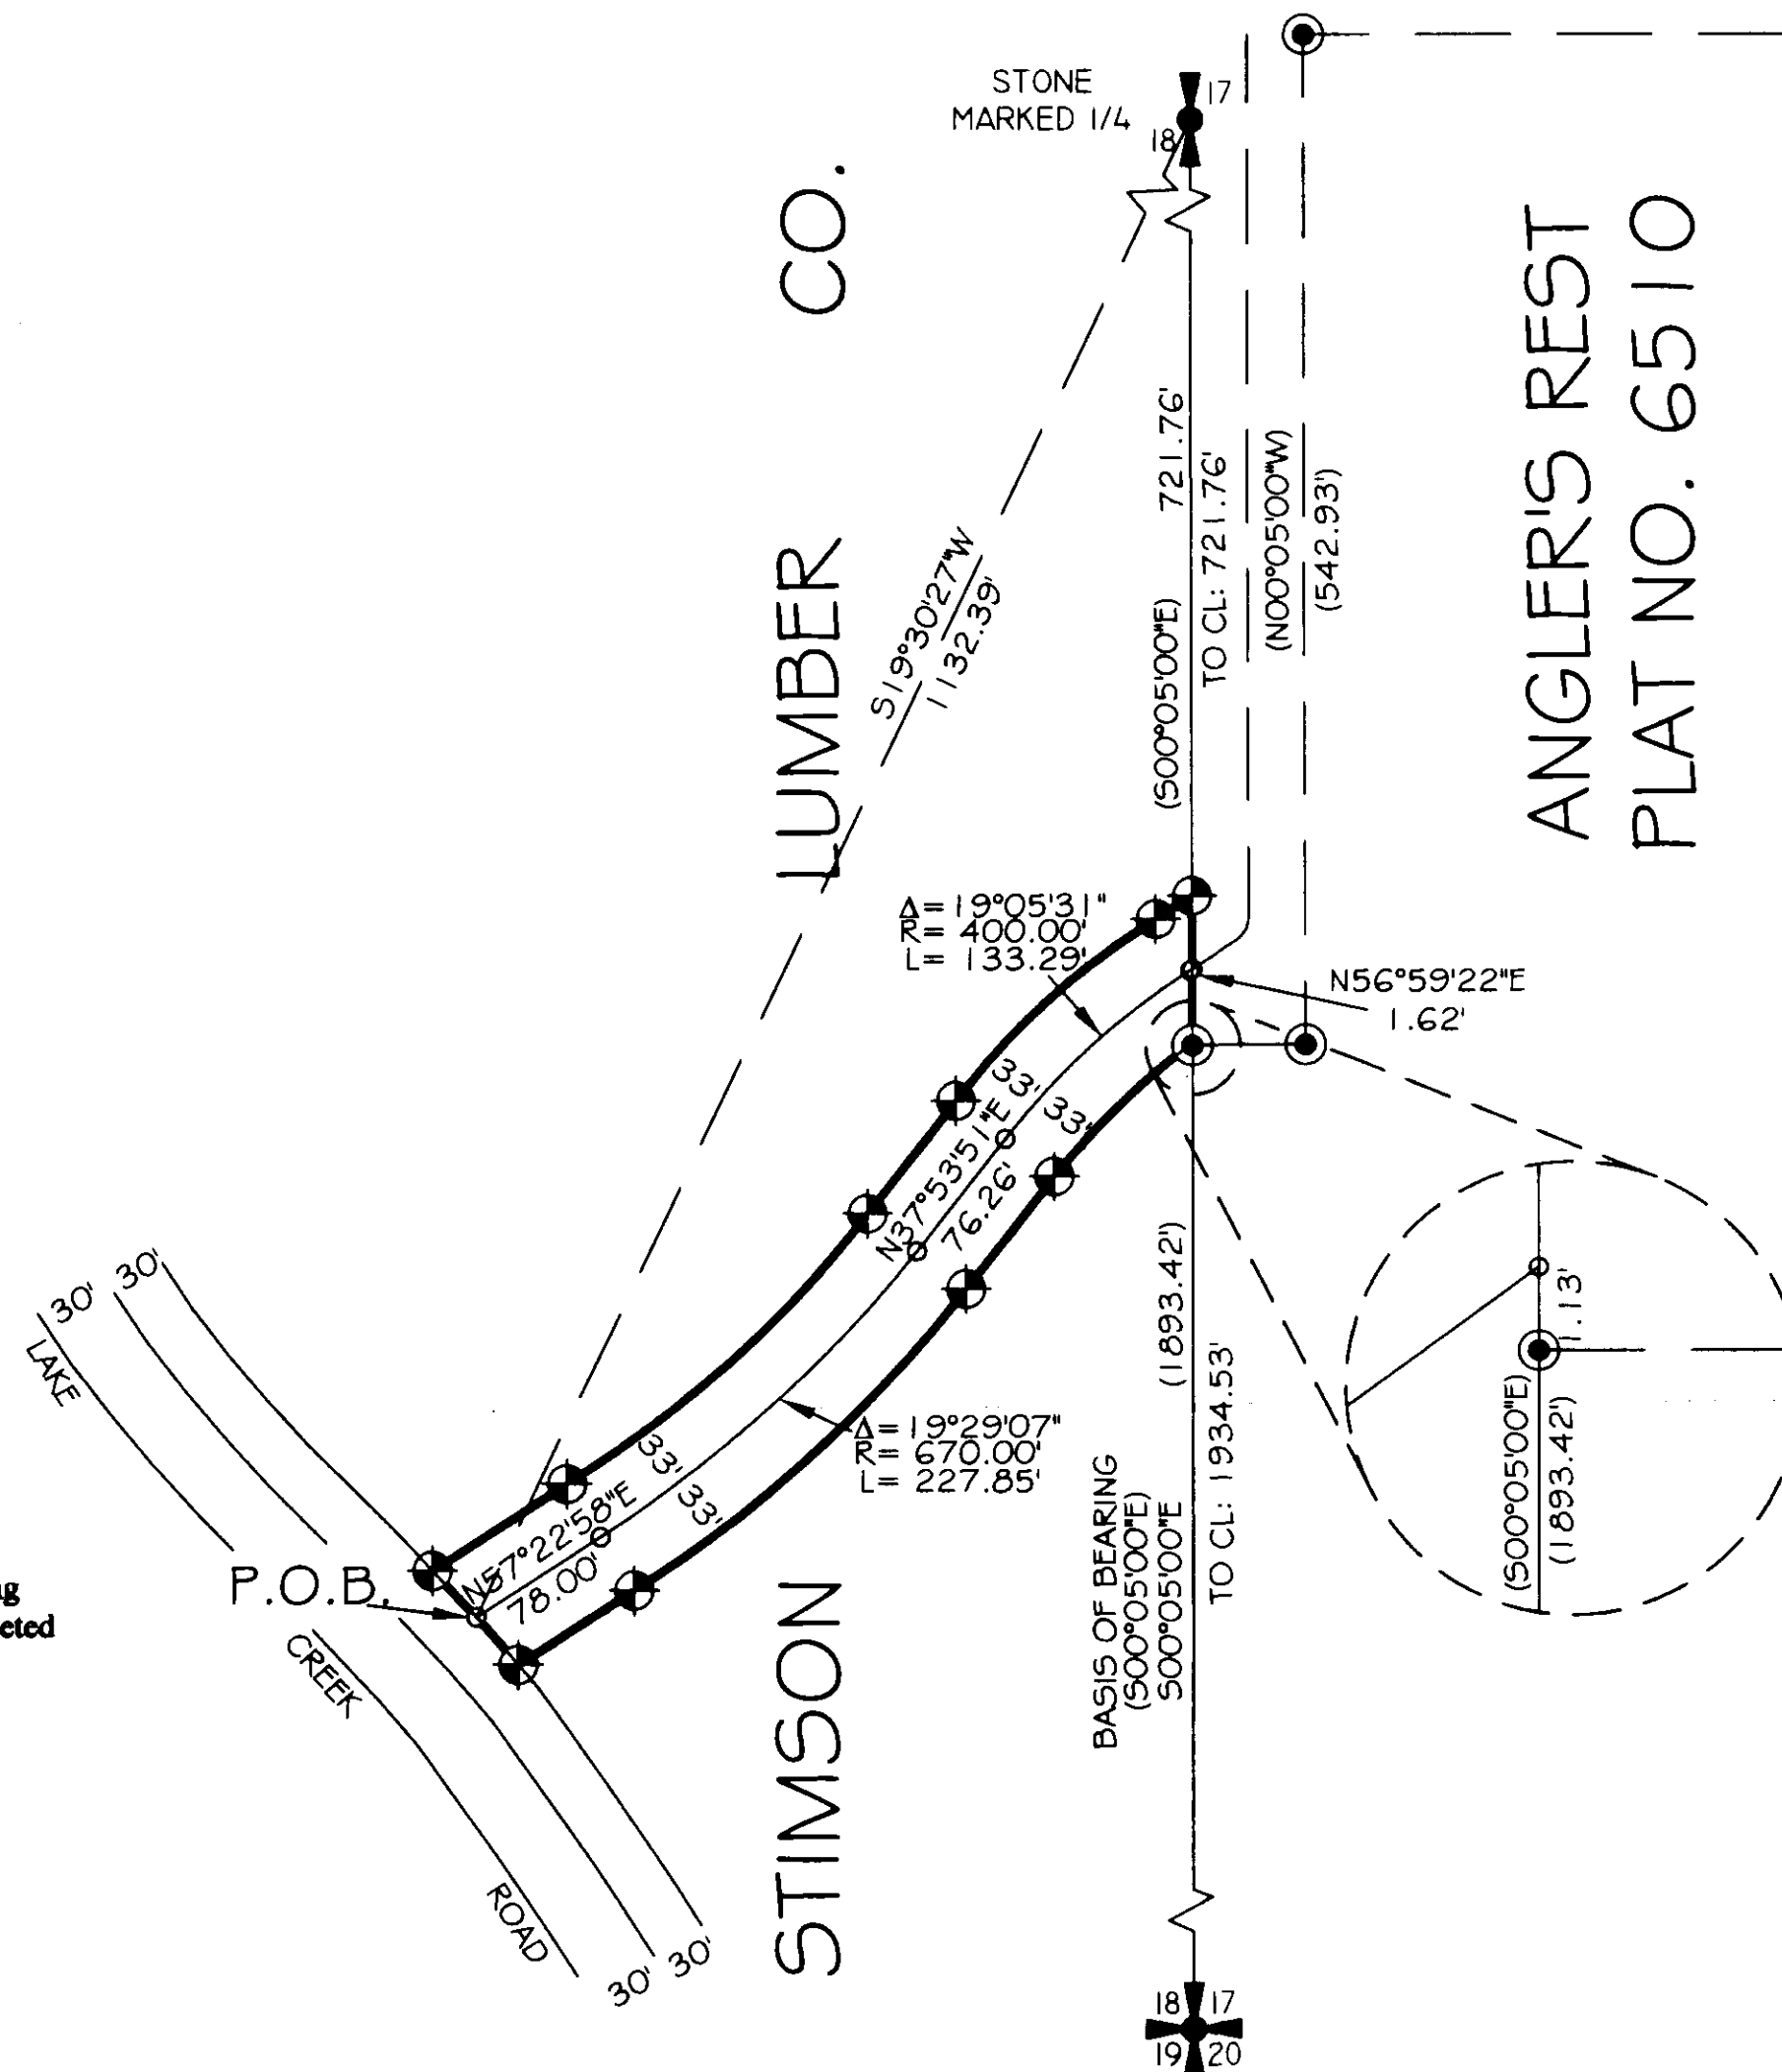 STONE
MARKED 1/4
17
18
CO.
LUMBER
STIMSON
ANGLER'S REST
PLAT NO. 6510
S19°30'27"W
1132.39'
(S00°05'00"E) 721.76'
TO CL: 721.76'
(N00°05'00"W)
(542.93')
Δ= 19°05'31"
R= 400.00'
L= 133.29'
N56°59'22"E
1.62'
33'
33'
N37°53'51"E
76.26'
30' 30'
LAKE
Δ= 19°29'07"
R= 670.00'
L= 227.85'
33'
33'
N57°22'58"E
78.00'
P.O.B.
CREEK
ROAD
30' 30'
(1893.42')
TO CL: 1934.53'
BASIS OF BEARING
(S00°05'00"E)
S00°05'00"E
1.13'
(S00°05'00"E)
(1893.42')
18 17
19 20